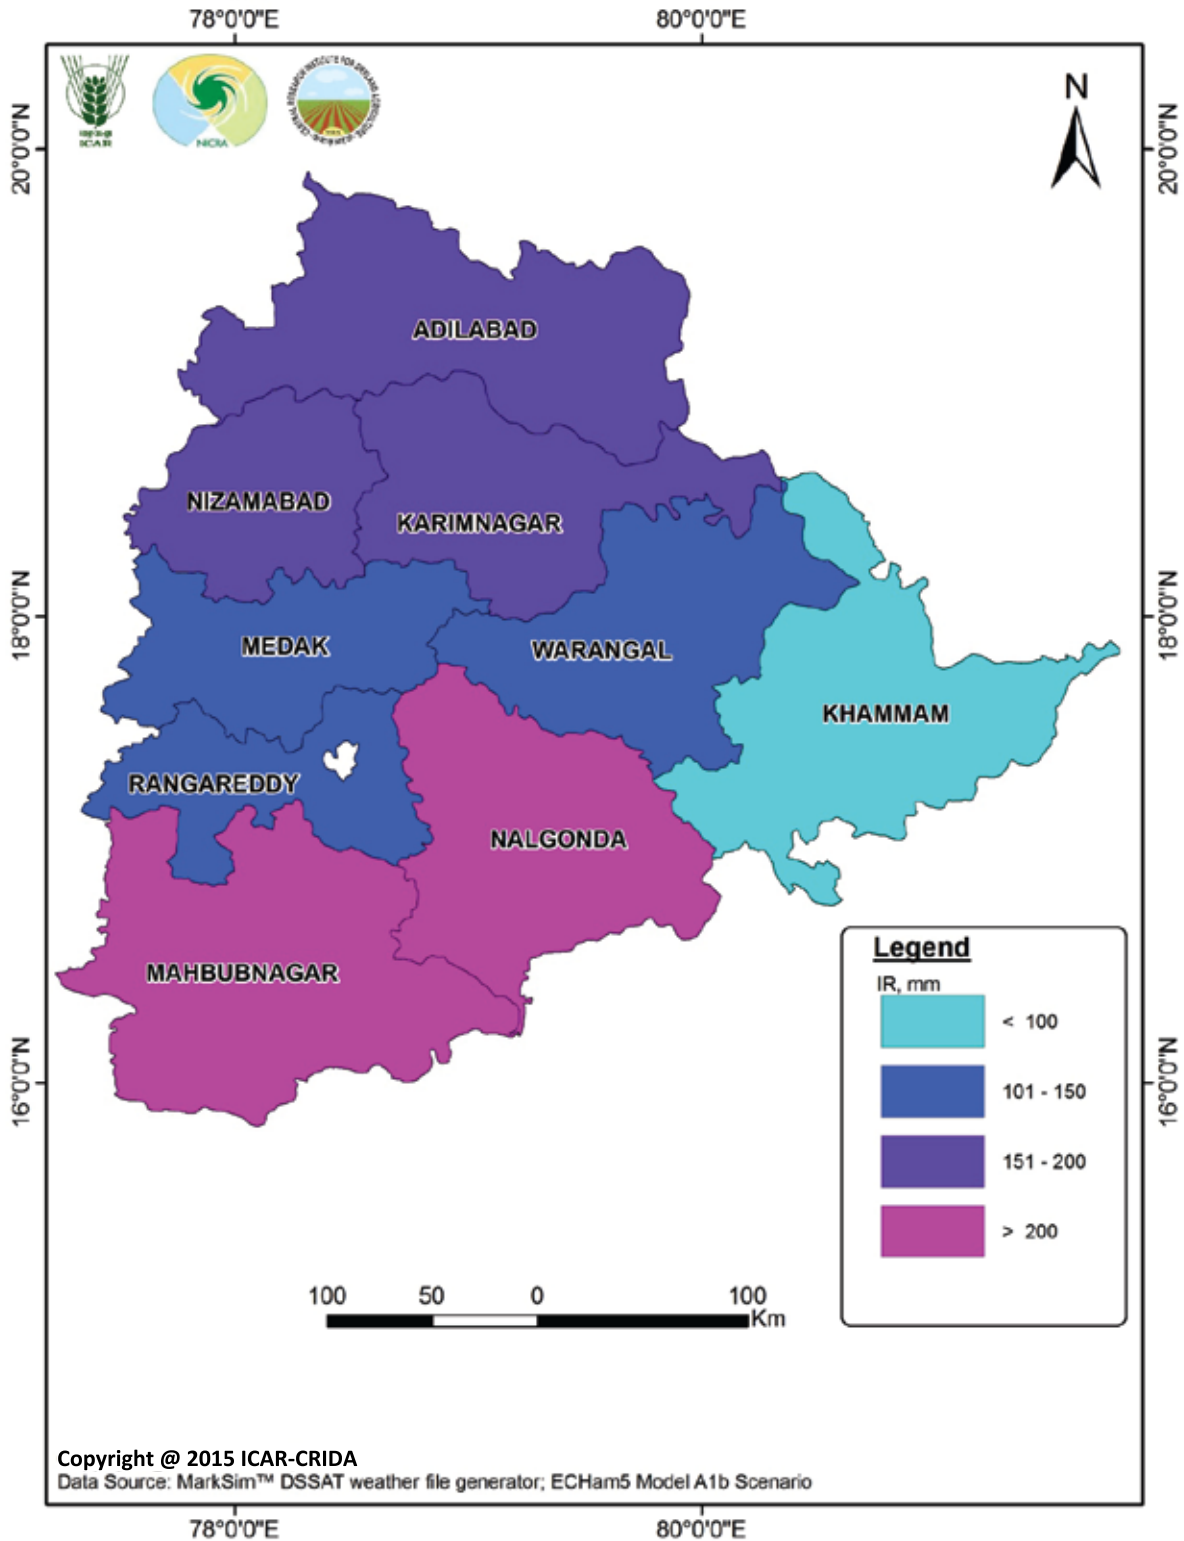 78°0'0"E 80°0'0"E
20°0'0"N 20°0'0"N
ICAR
NICRA
N
ADILABAD
NIZAMABAD
KARIMNAGAR
18°0'0"N 18°0'0"N
MEDAK
WARANGAL
KHAMMAM
RANGAREDDY
NALGONDA
MAHBUBNAGAR
16°0'0"N 16°0'0"N
Legend
IR, mm
< 100
101 - 150
151 - 200
> 200
100 50 0 100
Km
Copyright @ 2015 ICAR-CRIDA
Data Source: MarkSim™ DSSAT weather file generator; ECHam5 Model A1b Scenario
78°0'0"E 80°0'0"E